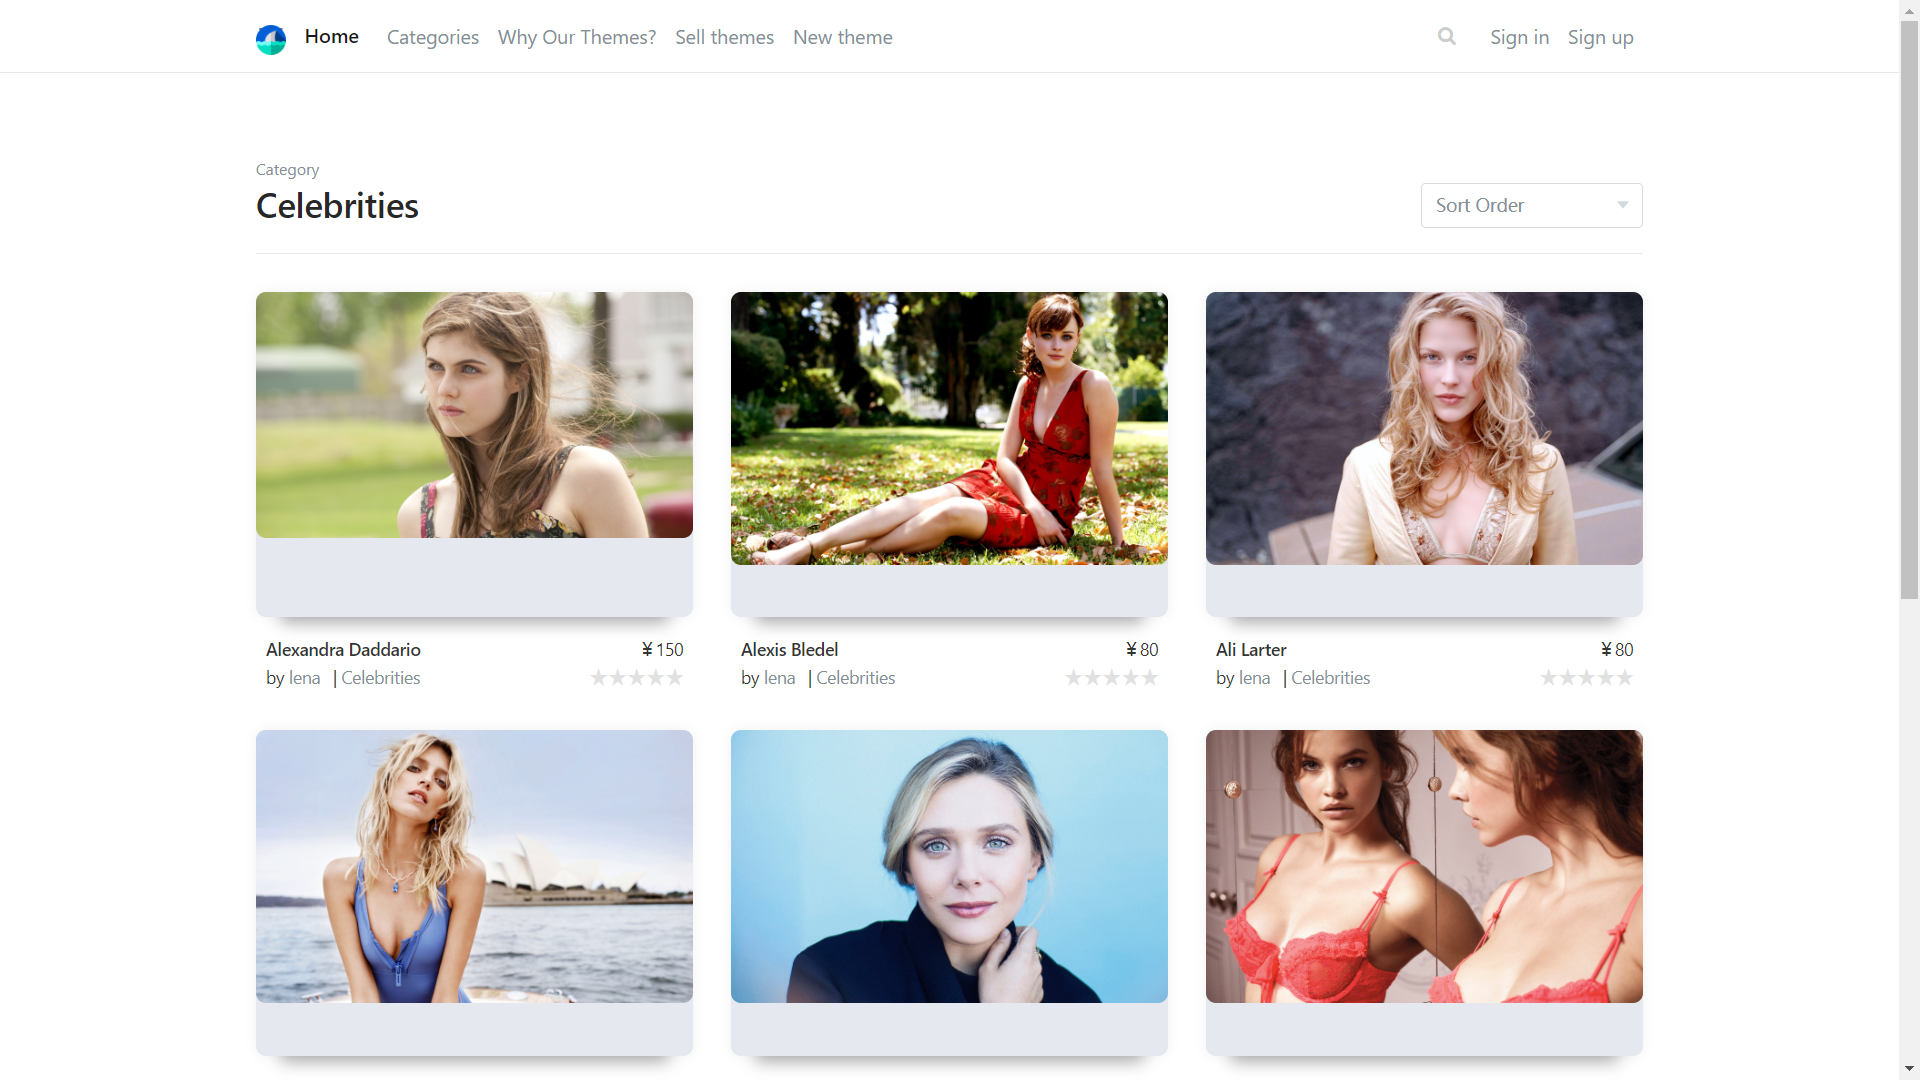 Home Categories Why Our Themes? Sell themes New theme Sign in Sign up
Category
Celebrities
Sort Order
Alexandra Daddario ¥ 150
by lena | Celebrities
Alexis Bledel ¥ 80
by lena | Celebrities
Ali Larter ¥ 80
by lena | Celebrities